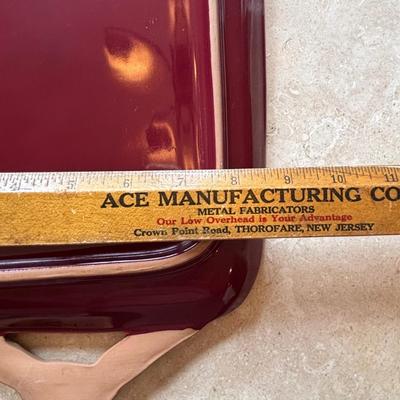 5 6 7 8 9 10 11
ACE MANUFACTURING CO
METAL FABRICATORS
Our Low Overhead is Your Advantage
Crown Point Road, THOROFARE, NEW JERSEY